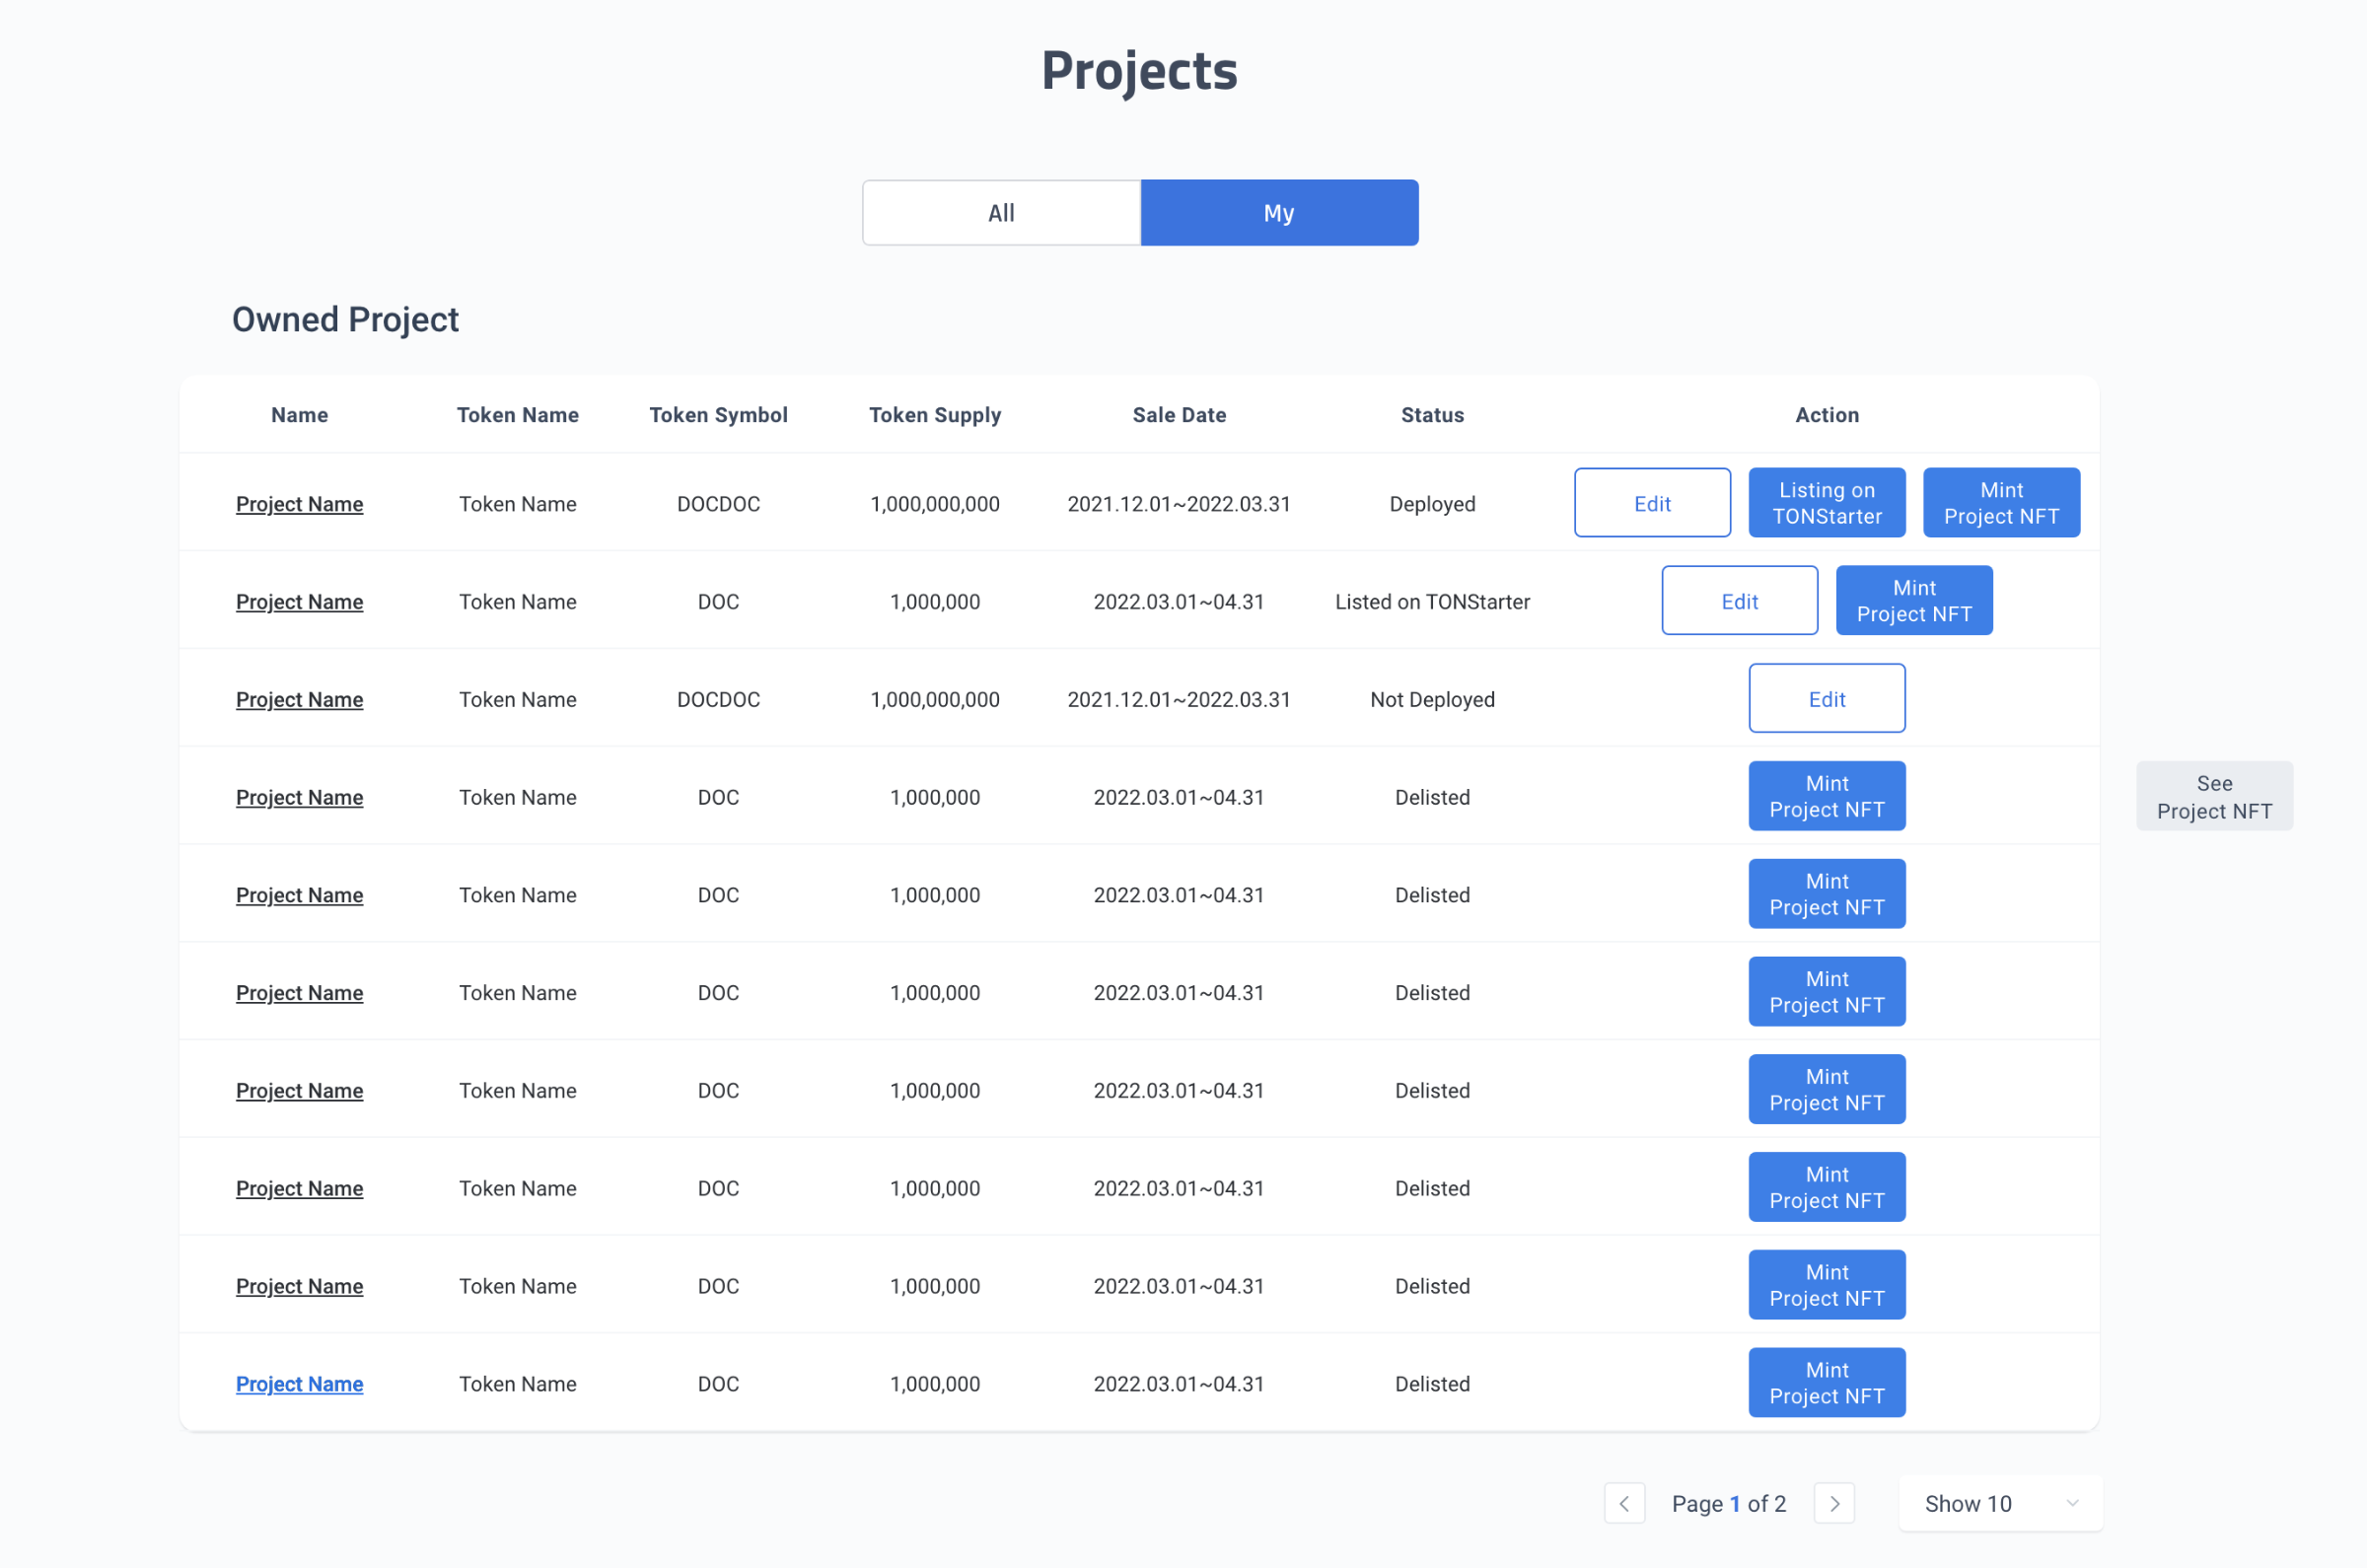 Projects
All My
Owned Project
Name Token Name Token Symbol Token Supply Sale Date Status Action
Project Name Token Name DOCDOC 1,000,000,000 2021.12.01~2022.03.31 Deployed Edit Listing on TONStarter Mint Project NFT
Project Name Token Name DOC 1,000,000 2022.03.01~04.31 Listed on TONStarter Edit Mint Project NFT
Project Name Token Name DOCDOC 1,000,000,000 2021.12.01~2022.03.31 Not Deployed Edit
Project Name Token Name DOC 1,000,000 2022.03.01~04.31 Delisted Mint Project NFT See Project NFT
Project Name Token Name DOC 1,000,000 2022.03.01~04.31 Delisted Mint Project NFT
Project Name Token Name DOC 1,000,000 2022.03.01~04.31 Delisted Mint Project NFT
Project Name Token Name DOC 1,000,000 2022.03.01~04.31 Delisted Mint Project NFT
Project Name Token Name DOC 1,000,000 2022.03.01~04.31 Delisted Mint Project NFT
Project Name Token Name DOC 1,000,000 2022.03.01~04.31 Delisted Mint Project NFT
Project Name Token Name DOC 1,000,000 2022.03.01~04.31 Delisted Mint Project NFT
Page 1 of 2 Show 10